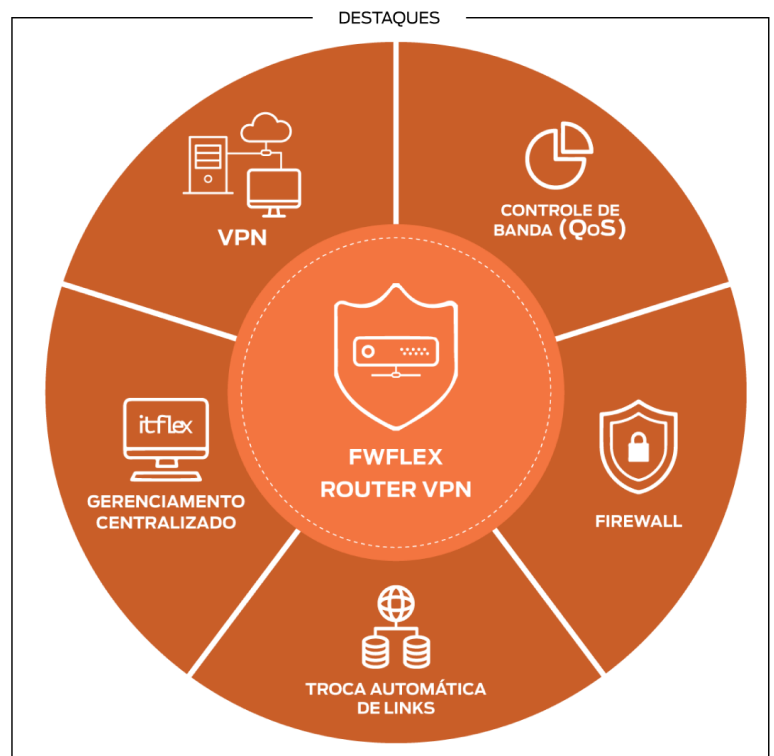 DESTAQUES
VPN
CONTROLE DE
BANDA (QoS)
itflex
GERENCIAMENTO
CENTRALIZADO
FWFLEX
ROUTER VPN
FIREWALL
TROCA AUTOMÁTICA
DE LINKS